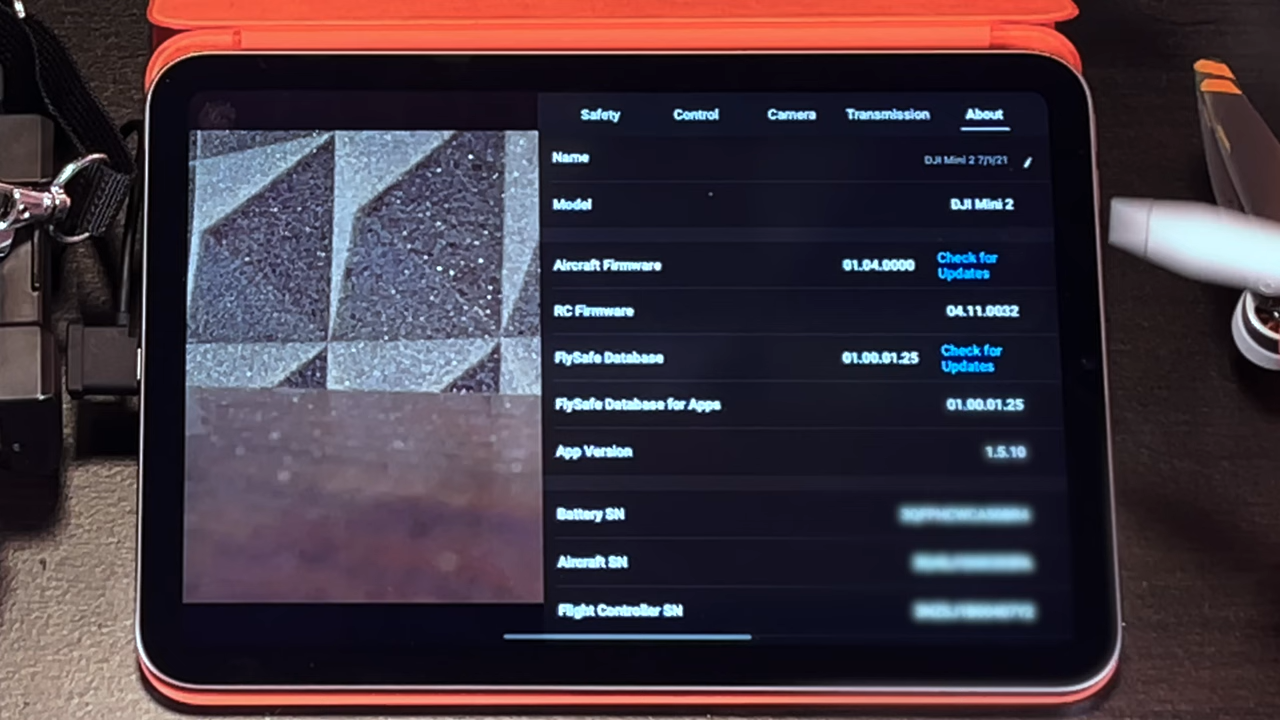 Safety Control Camera Transmission About
Name DJI Mini 2 7/1/21
Model DJI Mini 2
Aircraft Firmware 01.04.0000 Check for
Updates
RC Firmware 04.11.0032
FlySafe Database 01.00.01.25 Check for
Updates
FlySafe Database for Apps 01.00.01.25
App Version 1.5.10
Battery SN
Aircraft SN
Flight Controller SN